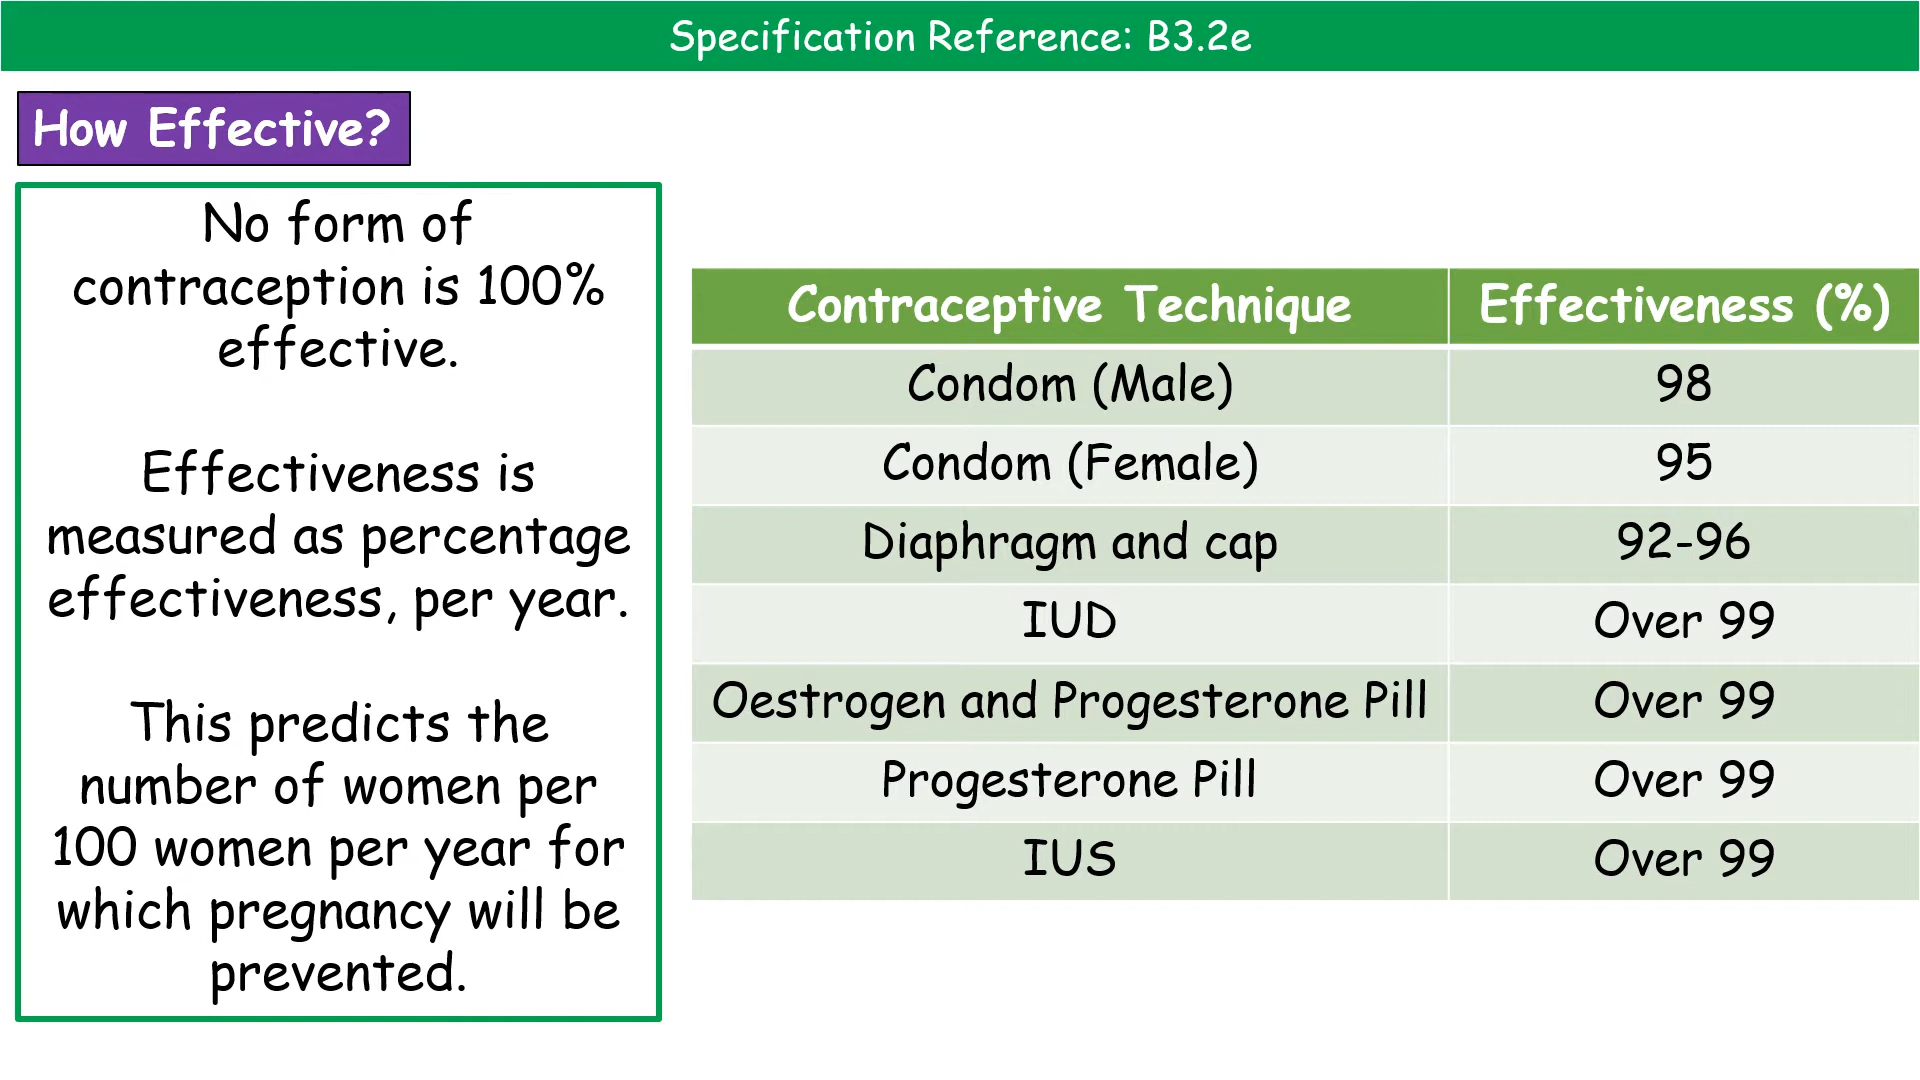 Specification Reference: B3.2e
How Effective?
No form of
contraception is 100%
effective.
Effectiveness is
measured as percentage
effectiveness, per year.
This predicts the
number of women per
100 women per year for
which pregnancy will be
prevented.
Contraceptive Technique Effectiveness (%)
Condom (Male) 98
Condom (Female) 95
Diaphragm and cap 92-96
IUD Over 99
Oestrogen and Progesterone Pill Over 99
Progesterone Pill Over 99
IUS Over 99